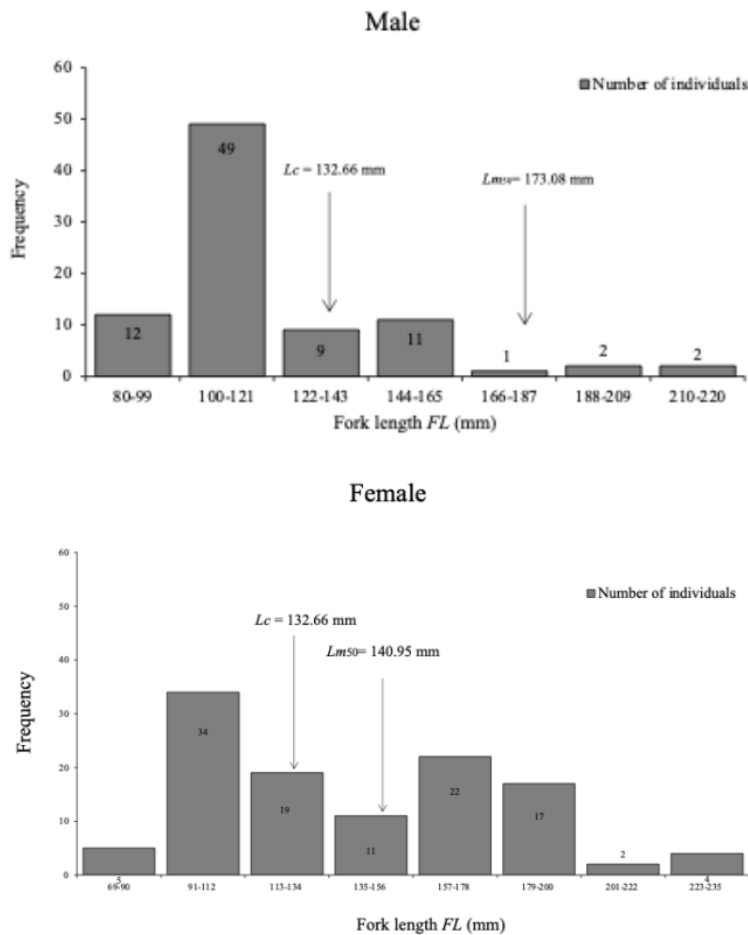 Male
60
50
40
30
20
10
0
Frequency
Number of individuals
Lc = 132.66 mm
Lm50= 173.08 mm
12
49
9
11
1
2
2
80-99 100-121 122-143 144-165 166-187 188-209 210-220
Fork length FL (mm)
Female
60
50
40
30
20
10
0
Frequency
Number of individuals
Lc = 132.66 mm
Lm50= 140.95 mm
5
34
19
11
22
17
2
4
69-90 91-112 113-134 135-156 157-178 179-200 201-222 223-235
Fork length FL (mm)